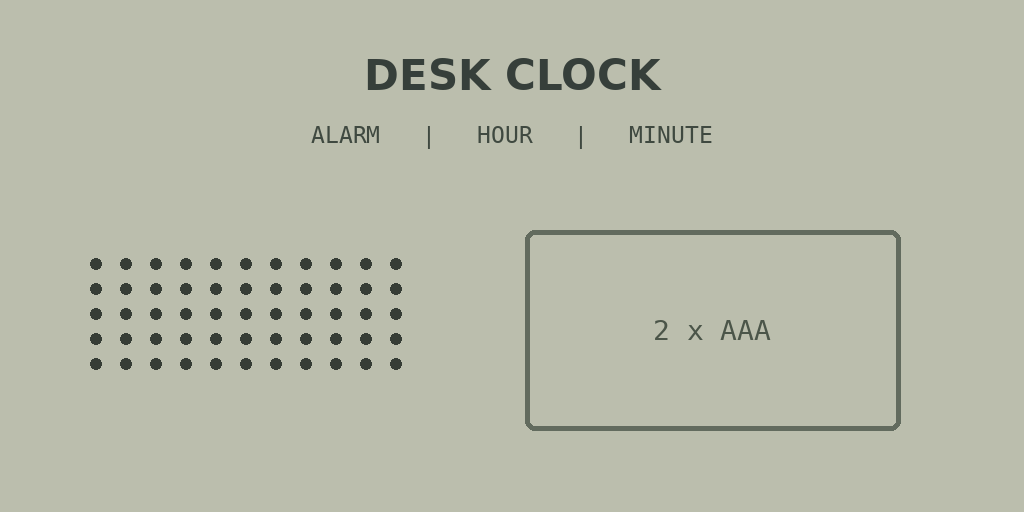 DESK CLOCK
ALARM | HOUR | MINUTE
2 x AAA